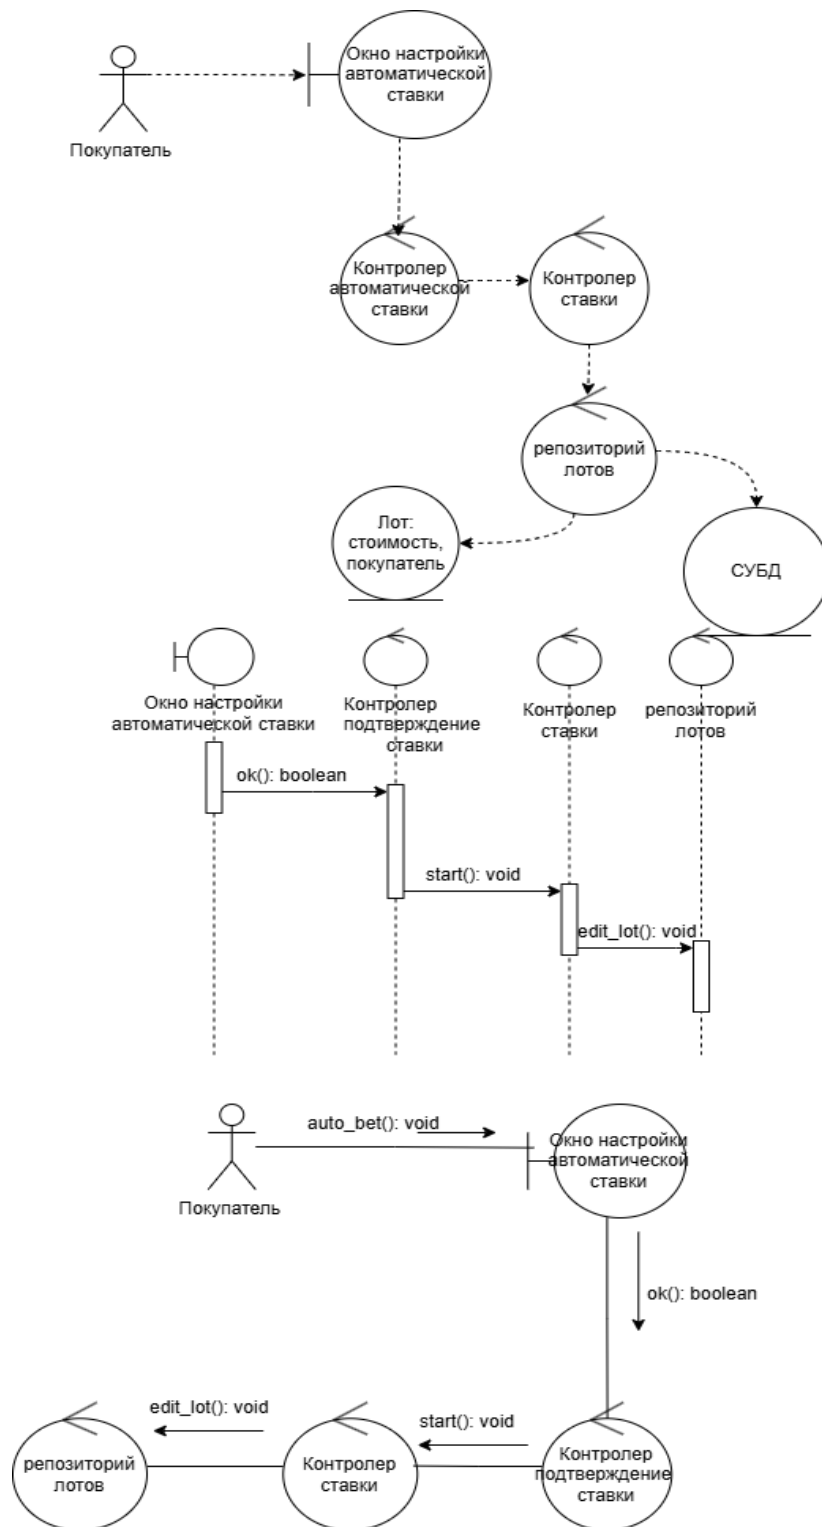 Окно настройки
автоматической
ставки
Покупатель
Контролер
автоматической
ставки
Контролер
ставки
репозиторий
лотов
Лот:
стоимость,
покупатель
СУБД
Окно настройки
автоматической ставки
Контролер
подтверждение
ставки
Контролер
ставки
репозиторий
лотов
ok(): boolean
start(): void
edit_lot(): void
auto_bet(): void
Окно настройки
автоматической
ставки
Покупатель
ok(): boolean
edit_lot(): void
start(): void
репозиторий
лотов
Контролер
ставки
Контролер
подтверждение
ставки